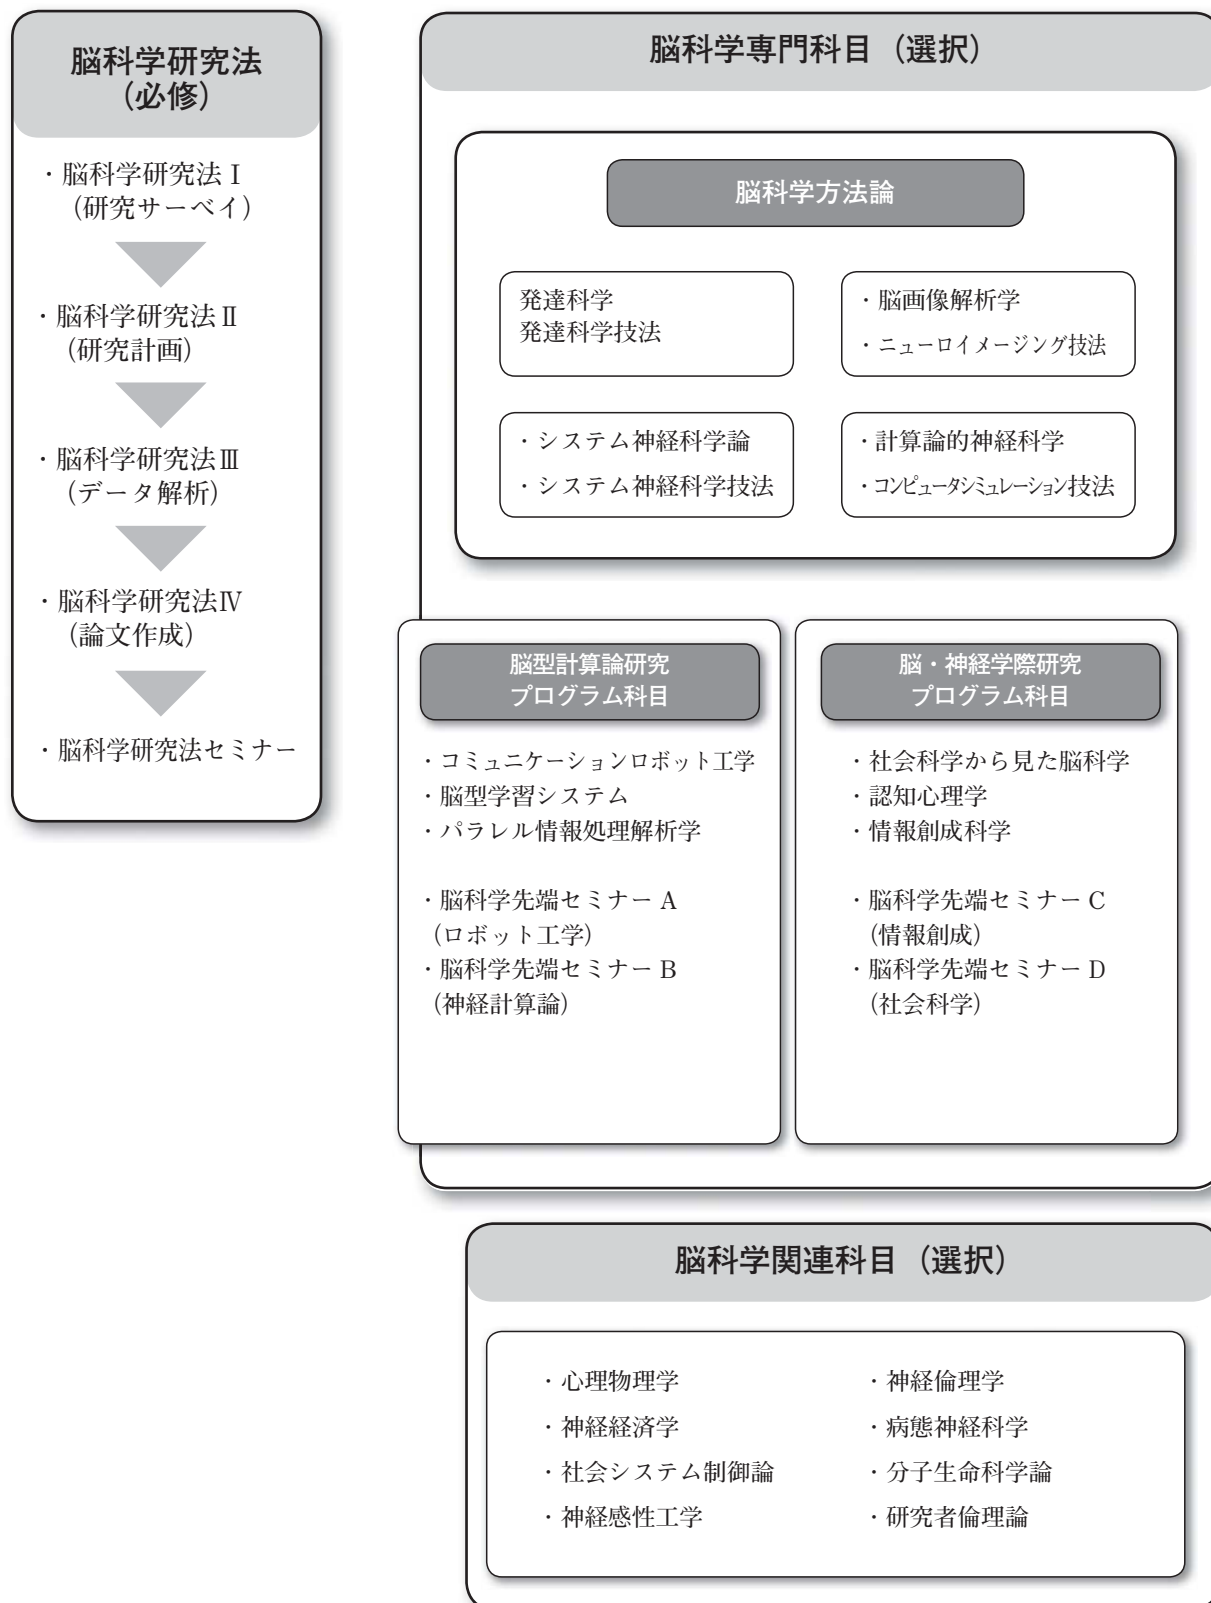 脳科学研究法
（必修）
・脳科学研究法Ⅰ
（研究サーベイ）
・脳科学研究法Ⅱ
（研究計画）
・脳科学研究法Ⅲ
（データ解析）
・脳科学研究法Ⅳ
（論文作成）
・脳科学研究法セミナー
脳科学専門科目（選択）
脳科学方法論
発達科学
発達科学技法
・脳画像解析学
・ニューロイメージング技法
・システム神経科学論
・システム神経科学技法
・計算論的神経科学
・コンピュータシミュレーション技法
脳型計算論研究
プログラム科目
・コミュニケーションロボット工学
・脳型学習システム
・パラレル情報処理解析学
・脳科学先端セミナー A
（ロボット工学）
・脳科学先端セミナー B
（神経計算論）
脳・神経学際研究
プログラム科目
・社会科学から見た脳科学
・認知心理学
・情報創成科学
・脳科学先端セミナー C
（情報創成）
・脳科学先端セミナー D
（社会科学）
脳科学関連科目（選択）
・心理物理学
・神経経済学
・社会システム制御論
・神経感性工学
・神経倫理学
・病態神経科学
・分子生命科学論
・研究者倫理論